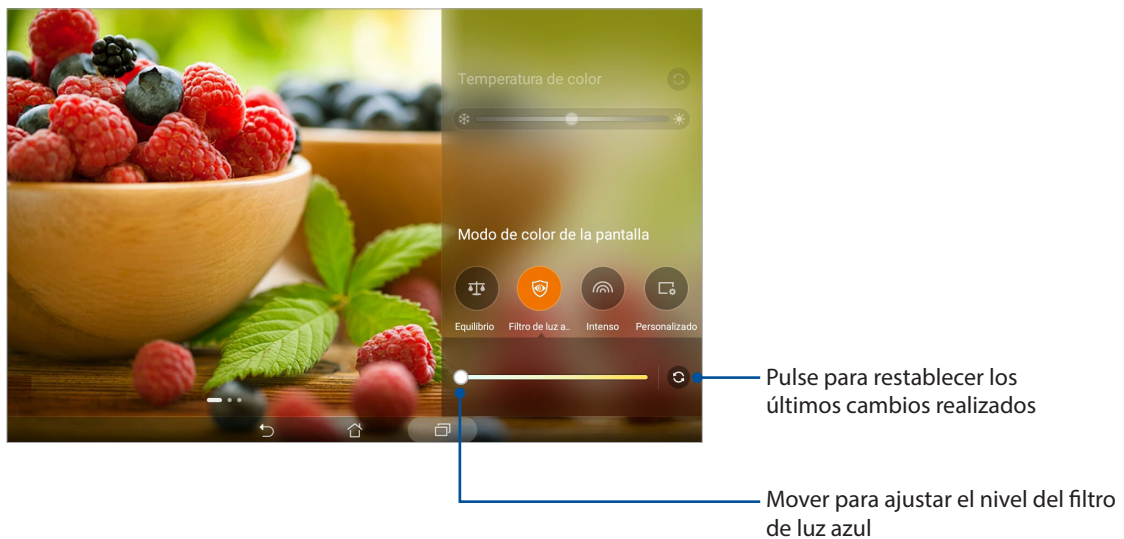 Temperatura de color
Modo de color de la pantalla
Equilibrio
Filtro de luz a..
Intenso
Personalizado
Pulse para restablecer los
últimos cambios realizados
Mover para ajustar el nivel del filtro
de luz azul